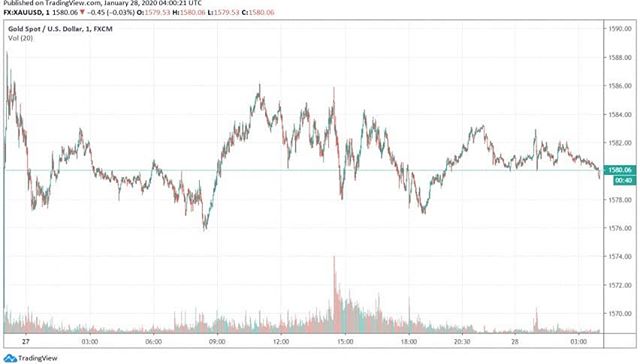 Published on TradingView.com, January 28, 2020 04:00:21 UTC
FX:XAUUSD, 1 1580.06 ▼ −0.45 (−0.03%) O:1579.53 H:1580.06 L:1579.53 C:1580.06
Gold Spot / U.S. Dollar, 1, FXCM
Vol (20)
1590.00
1588.00
1586.00
1584.00
1582.00
1580.06
00:40
1578.00
1576.00
1574.00
1572.00
1570.00
27 03:00 06:00 09:00 12:00 15:00 18:00 20:30 28 01:00
TradingView